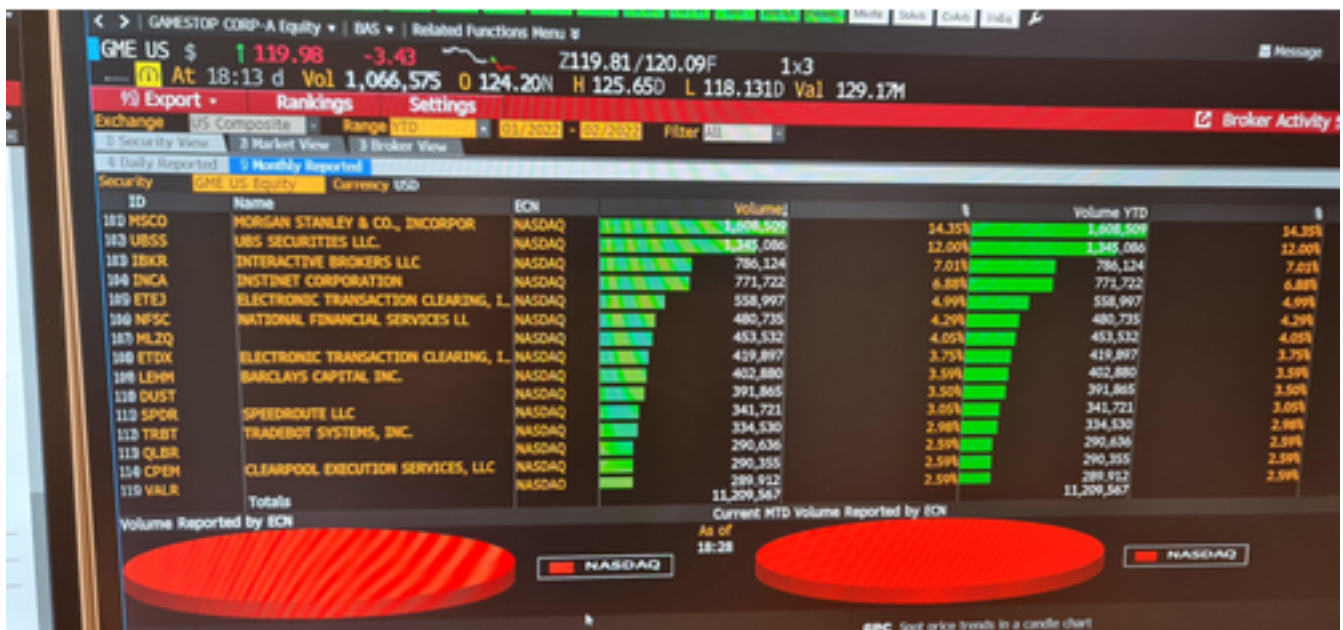 < > | GAMESTOP CORP-A Equity ▾ | BAS ▾ | Related Functions Menu
Message
GME US $ ↑ 119.98 -3.43 Z119.81/120.09F 1x3
At 18:13 d Vol 1,066,575 O 124.20N H 125.65D L 118.131D Val 129.17M
Export ▾ Rankings Settings Broker Activity
Exchange US Composite Range YTD 01/2022 - 02/2022 Filter All
1) Security View 2) Market View 3) Broker View
4) Daily Reported 5) Monthly Reported
Security GME US Equity Currency USD
ID Name ECN Volume % Volume YTD %
101) MSCO MORGAN STANLEY & CO., INCORPOR NASDAQ 1,608,509 14.35% 1,608,509 14.35%
102) UBSS UBS SECURITIES LLC. NASDAQ 1,345,086 12.00% 1,345,086 12.00%
103) IBKR INTERACTIVE BROKERS LLC NASDAQ 786,124 7.01% 786,124 7.01%
104) INCA INSTINET CORPORATION NASDAQ 771,722 6.88% 771,722 6.88%
105) ETEJ ELECTRONIC TRANSACTION CLEARING, I... NASDAQ 558,997 4.99% 558,997 4.99%
106) NFSC NATIONAL FINANCIAL SERVICES LL NASDAQ 480,735 4.29% 480,735 4.29%
107) MLZQ NASDAQ 453,532 4.05% 453,532 4.05%
108) ETDX ELECTRONIC TRANSACTION CLEARING, I... NASDAQ 419,897 3.75% 419,897 3.75%
109) LEHM BARCLAYS CAPITAL INC. NASDAQ 402,880 3.59% 402,880 3.59%
110) DUST NASDAQ 391,865 3.50% 391,865 3.50%
111) SPDR SPEEDROUTE LLC NASDAQ 341,721 3.05% 341,721 3.05%
112) TRBT TRADEBOT SYSTEMS, INC. NASDAQ 334,530 2.98% 334,530 2.98%
113) QLBR NASDAQ 290,636 2.59% 290,636 2.59%
114) CPEM CLEARPOOL EXECUTION SERVICES, LLC NASDAQ 290,355 2.59% 290,355 2.59%
115) VALR NASDAQ 289,912 2.59% 289,912 2.59%
Totals 11,209,567 11,209,567
Volume Reported by ECN Current MTD Volume Reported by ECN
As of
18:28
NASDAQ NASDAQ
Spot price trends in a candle chart